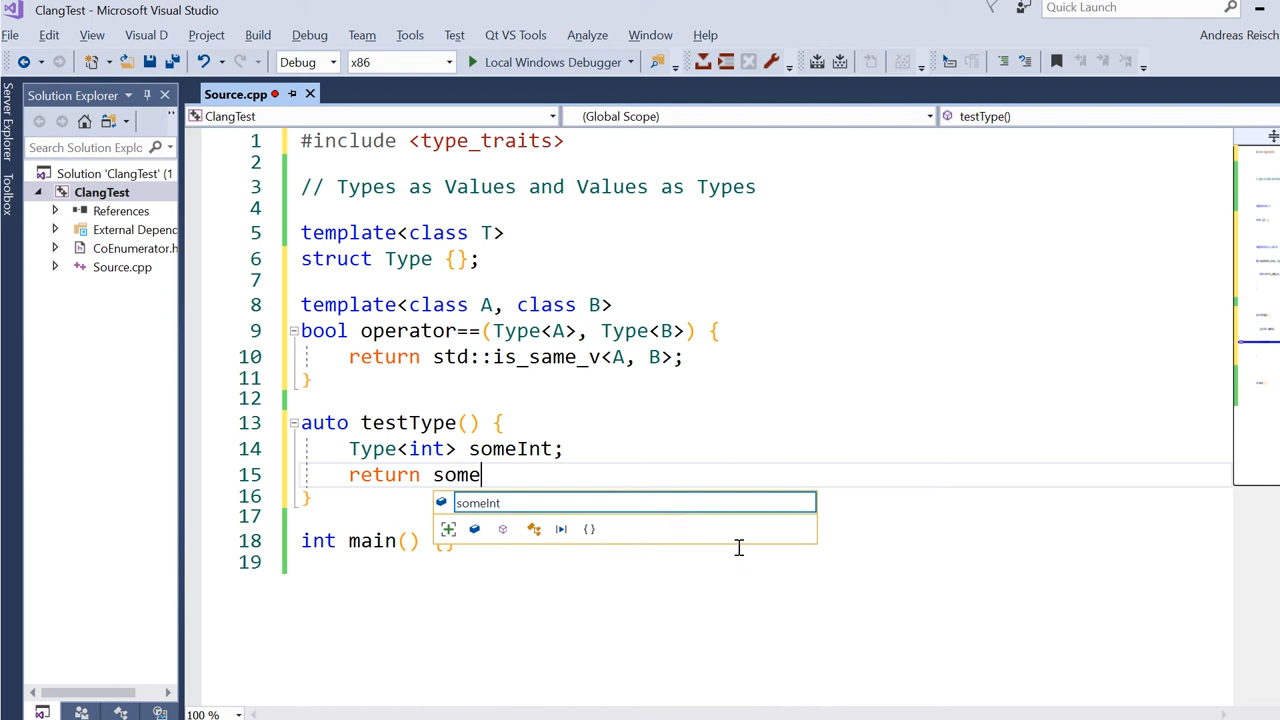 ClangTest - Microsoft Visual Studio
Quick Launch
File Edit View Visual D Project Build Debug Team Tools Test Qt VS Tools Analyze Window Help Andreas Reisch
Debug x86 Local Windows Debugger
Server Explorer
Toolbox
Solution Explorer
Search Solution Explo
Solution 'ClangTest' (1
ClangTest
References
External Depenc
CoEnumerator.h
Source.cpp
Source.cpp
ClangTest (Global Scope) testType()
1 #include <type_traits>
2
3 // Types as Values and Values as Types
4
5 template<class T>
6 struct Type {};
7
8 template<class A, class B>
9 bool operator==(Type<A>, Type<B>) {
10 return std::is_same_v<A, B>;
11 }
12
13 auto testType() {
14 Type<int> someInt;
15 return some
someInt
16 }
17
18 int main() {}
19
100 %